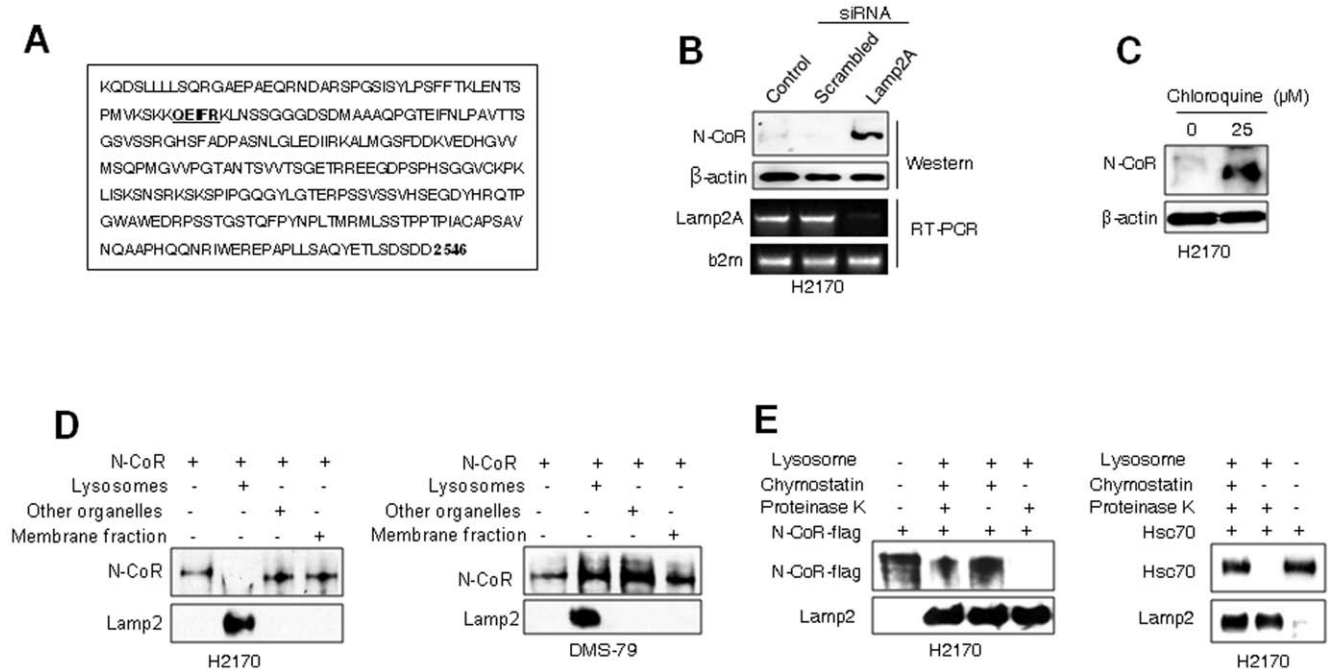 A
KQDSLLLLSQRGAEPAEQRNDARSPGSISYLPSFFTKLENTS
PMVKSKKQEIFRKLNSSGGGDSDMAAAQPGTEIFNLPAVTTS
GSVSSRGHSFADPASNLGLEDIIRKALMGSFDDKVEDHGVV
MSQPMGVVPGTANTSVVTSGETRREEGDPSPHSGGVCKPK
LISKSNSRKSKSPIPGQGYLGTERPSSVSSVHSEGDYHRQTP
GWAWEDRPSSTGSTQFPYNPLTMRMLSSTPPTPIACAPSAV
NQAAPHQQNRIWEREPAPLLSAQYETLSDSDD2546
B
siRNA
Control Scrambled Lamp2A
N-CoR
β-actin
Western
Lamp2A
b2m
RT-PCR
H2170
C
Chloroquine (µM)
0 25
N-CoR
β-actin
H2170
D
N-CoR + + + +
Lysosomes - + - -
Other organelles - - + -
Membrane fraction - - - +
N-CoR
Lamp2
H2170
N-CoR + + + +
Lysosomes - + - -
Other organelles - - + -
Membrane fraction - - - +
N-CoR
Lamp2
DMS-79
E
Lysosome - + + +
Chymostatin - + + -
Proteinase K - + - +
N-CoR-flag + + + +
N-CoR-flag
Lamp2
H2170
Lysosome + + -
Chymostatin + - -
Proteinase K + + -
Hsc70 + + +
Hsc70
Lamp2
H2170